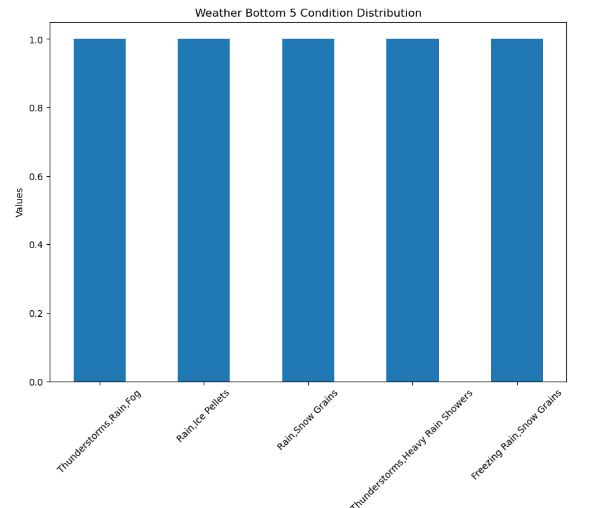 Weather Bottom 5 Condition Distribution
Values
1.0
0.8
0.6
0.4
0.2
0.0
Thunderstorms,Rain,Fog
Rain,Ice Pellets
Rain,Snow Grains
Thunderstorms,Heavy Rain Showers
Freezing Rain,Snow Grains